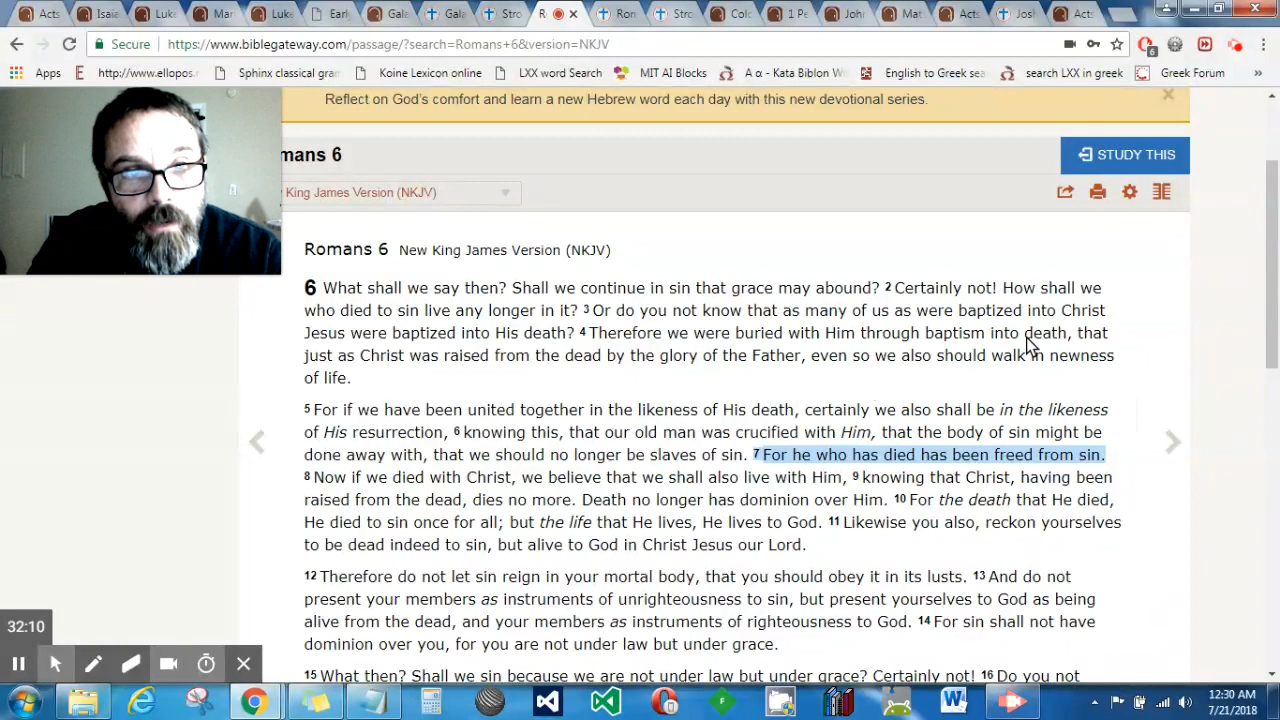 Acts
Isaia
Luka
Mar
Luk
Earl
Gala
Gal
Stro
R
Ror
Stro
Colo
1 Pe
Joh
Mat
Acts
Josh
Acts
Secure
https://www.biblegateway.com/passage/?search=Romans+6&version=NKJV
6
Apps
http://www.ellopos.
Sphinx classical gram
Koine Lexicon online
LXX word Search
MIT AI Blocks
Α α - Kata Biblon W
English to Greek sea
search LXX in greek
Greek Forum
»
Reflect on God's comfort and learn a new Hebrew word each day with this new devotional series.
mans 6
STUDY THIS
King James Version (NKJV)
Romans 6 New King James Version (NKJV)
6 What shall we say then? Shall we continue in sin that grace may abound? 2 Certainly not! How shall we
who died to sin live any longer in it? 3 Or do you not know that as many of us as were baptized into Christ
Jesus were baptized into His death? 4 Therefore we were buried with Him through baptism into death, that
just as Christ was raised from the dead by the glory of the Father, even so we also should walk in newness
of life.
5 For if we have been united together in the likeness of His death, certainly we also shall be in the likeness
of His resurrection, 6 knowing this, that our old man was crucified with Him, that the body of sin might be
done away with, that we should no longer be slaves of sin. 7 For he who has died has been freed from sin.
8 Now if we died with Christ, we believe that we shall also live with Him, 9 knowing that Christ, having been
raised from the dead, dies no more. Death no longer has dominion over Him. 10 For the death that He died,
He died to sin once for all; but the life that He lives, He lives to God. 11 Likewise you also, reckon yourselves
to be dead indeed to sin, but alive to God in Christ Jesus our Lord.
12 Therefore do not let sin reign in your mortal body, that you should obey it in its lusts. 13 And do not
present your members as instruments of unrighteousness to sin, but present yourselves to God as being
alive from the dead, and your members as instruments of righteousness to God. 14 For sin shall not have
dominion over you, for you are not under law but under grace.
15 What then? Shall we sin because we are not under law but under grace? Certainly not! 16 Do you not
32:10
12:30 AM
7/21/2018